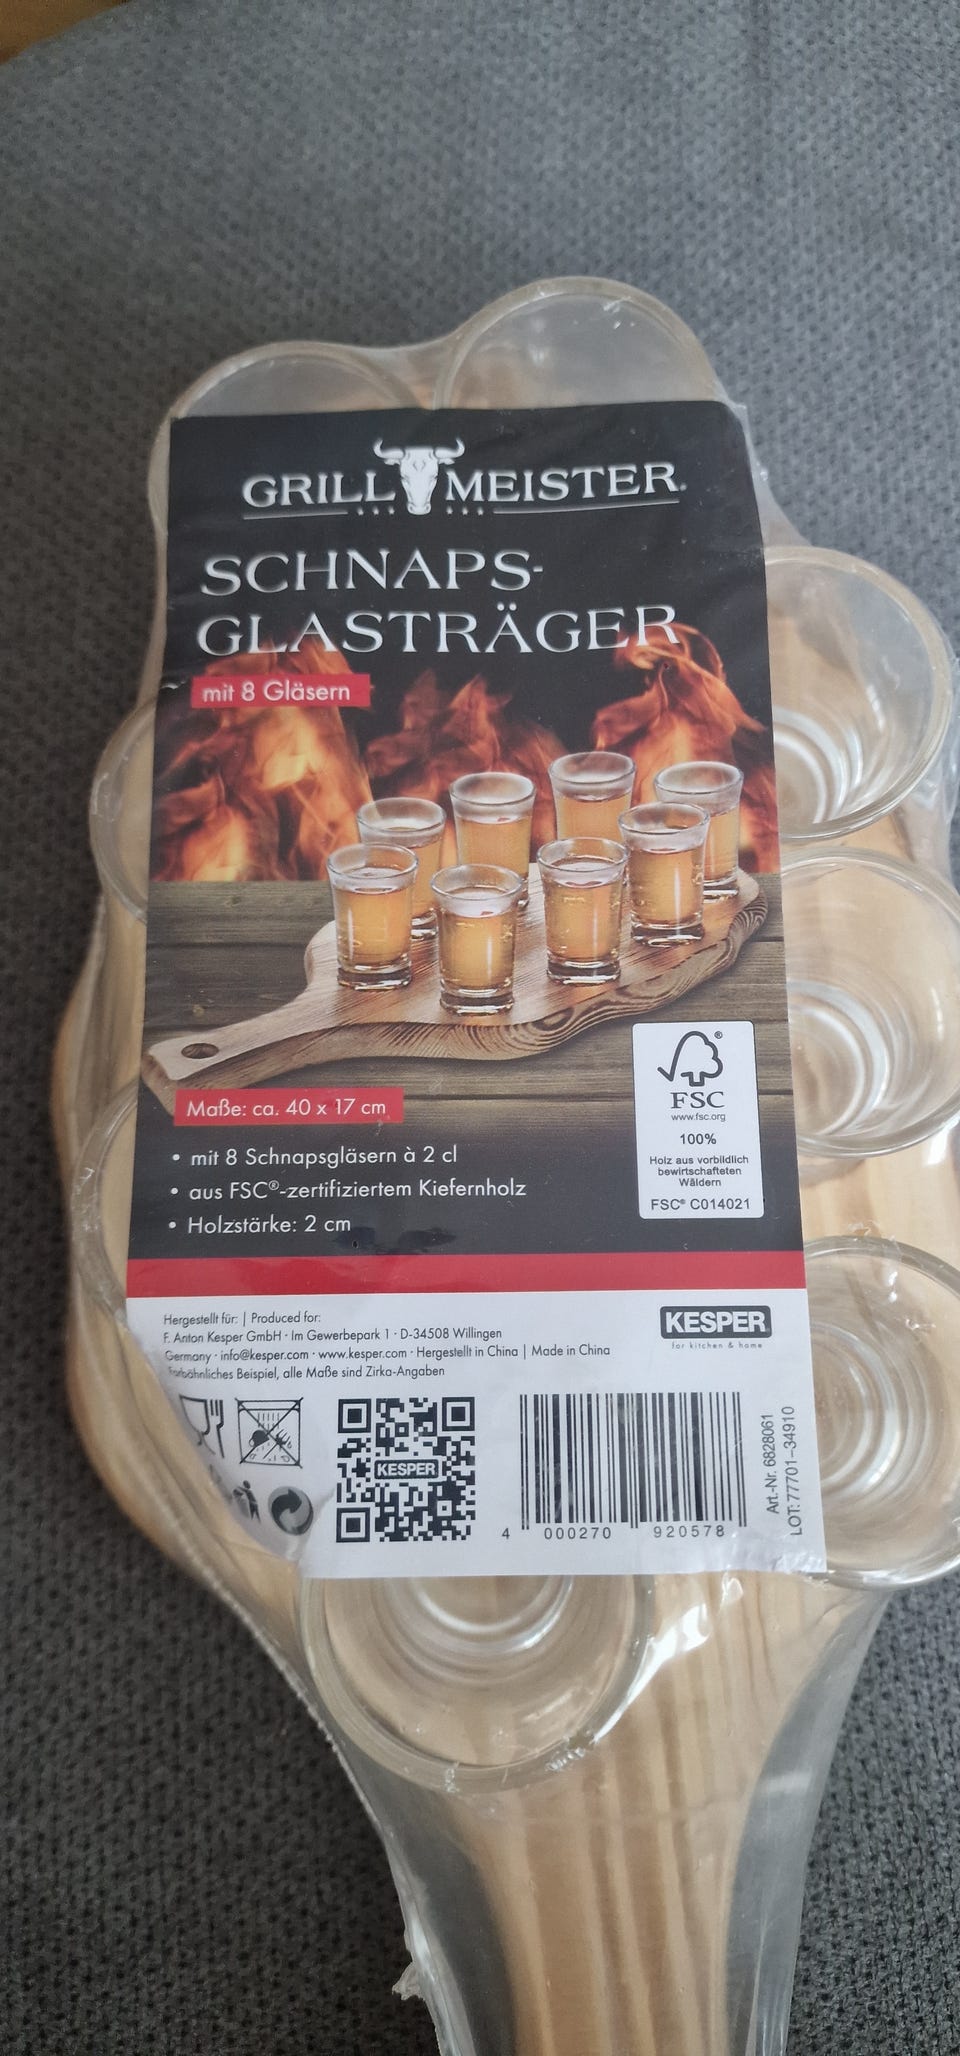 GRILL MEISTER®
SCHNAPS-
GLASTRÄGER
mit 8 Gläsern
Maße: ca. 40 x 17 cm
• mit 8 Schnapsgläsern à 2 cl
• aus FSC®-zertifiziertem Kiefernholz
• Holzstärke: 2 cm
®
FSC
www.fsc.org
100%
Holz aus vorbildlich
bewirtschafteten
Wäldern
FSC® C014021
Hergestellt für: | Produced for:
F. Anton Kesper GmbH · Im Gewerbepark 1 · D-34508 Willingen
Germany · info@kesper.com · www.kesper.com · Hergestellt in China | Made in China
Beispiel, alle Maße sind Zirka-Angaben
KESPER
for kitchen & home
KESPER
4 000270 920578
Art.-Nr. 6828061
LOT: 77701-34910